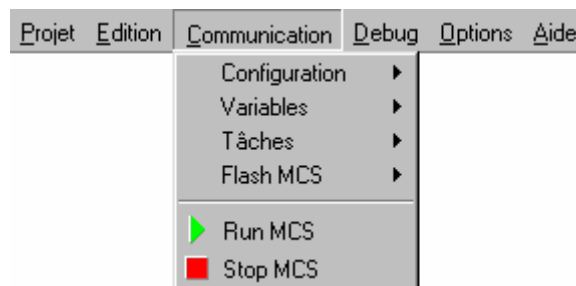 Projet Edition Communication Debug Options Aide
Configuration
Variables
Tâches
Flash MCS
Run MCS
Stop MCS